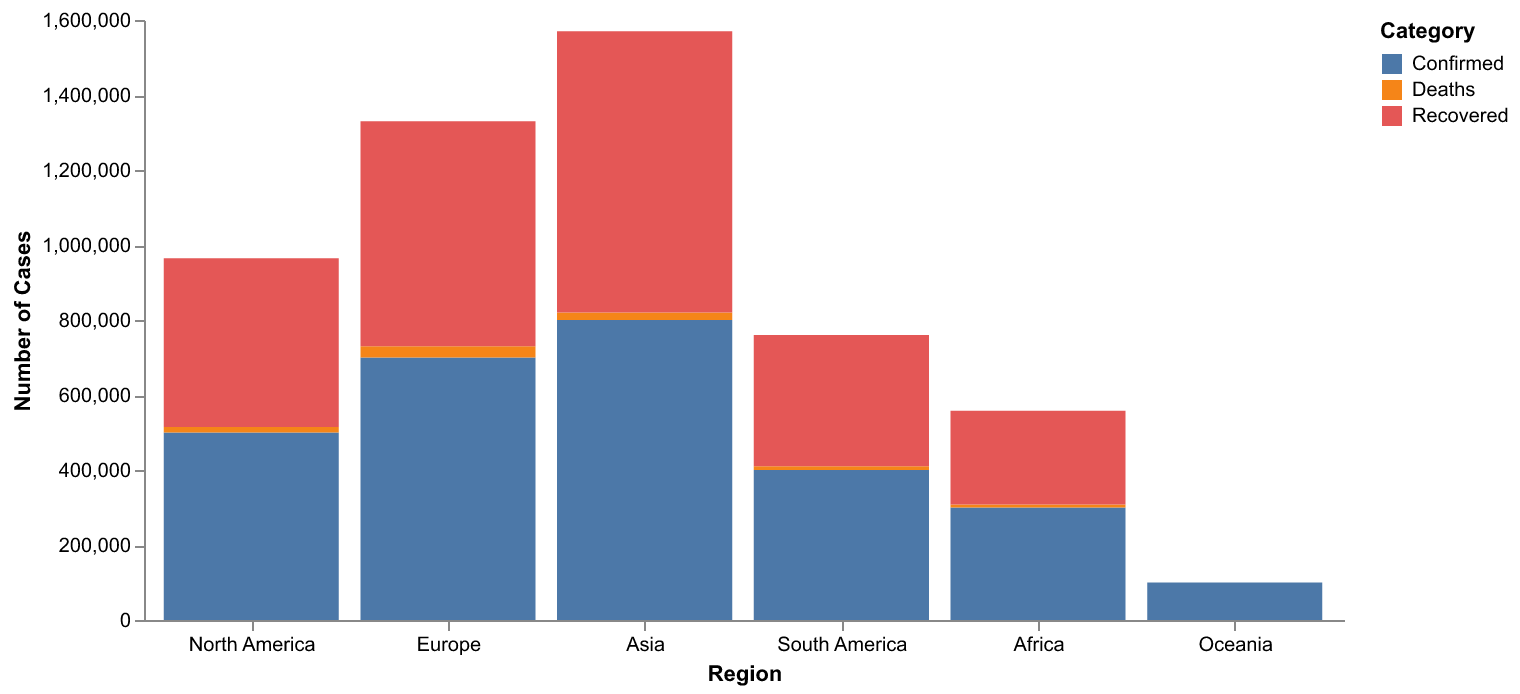 1,600,000
1,400,000
1,200,000
1,000,000
800,000
600,000
400,000
200,000
0
Number of Cases
North America
Europe
Asia
South America
Africa
Oceania
Region
Category
Confirmed
Deaths
Recovered